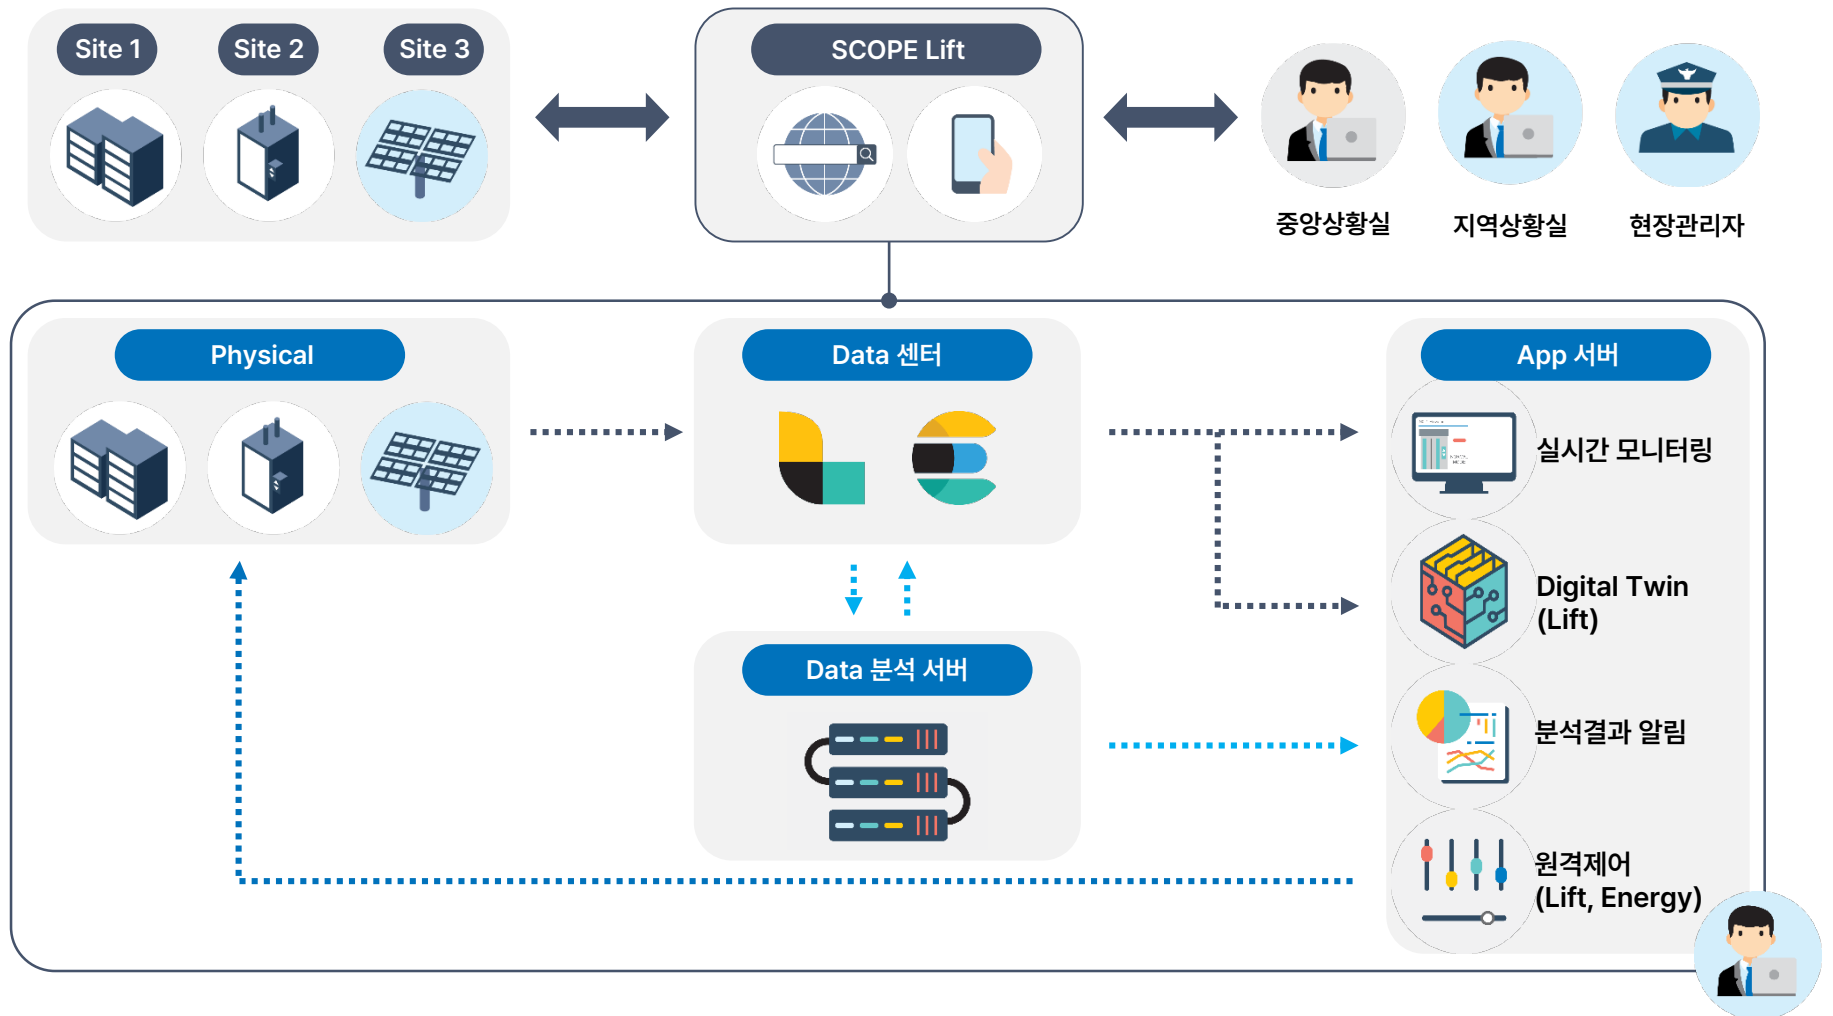 Site 1
Site 2
Site 3
SCOPE Lift
중앙상황실
지역상황실
현장관리자
Physical
Data 센터
App 서버
실시간 모니터링
Digital Twin
(Lift)
Data 분석 서버
분석결과 알림
원격제어
(Lift, Energy)